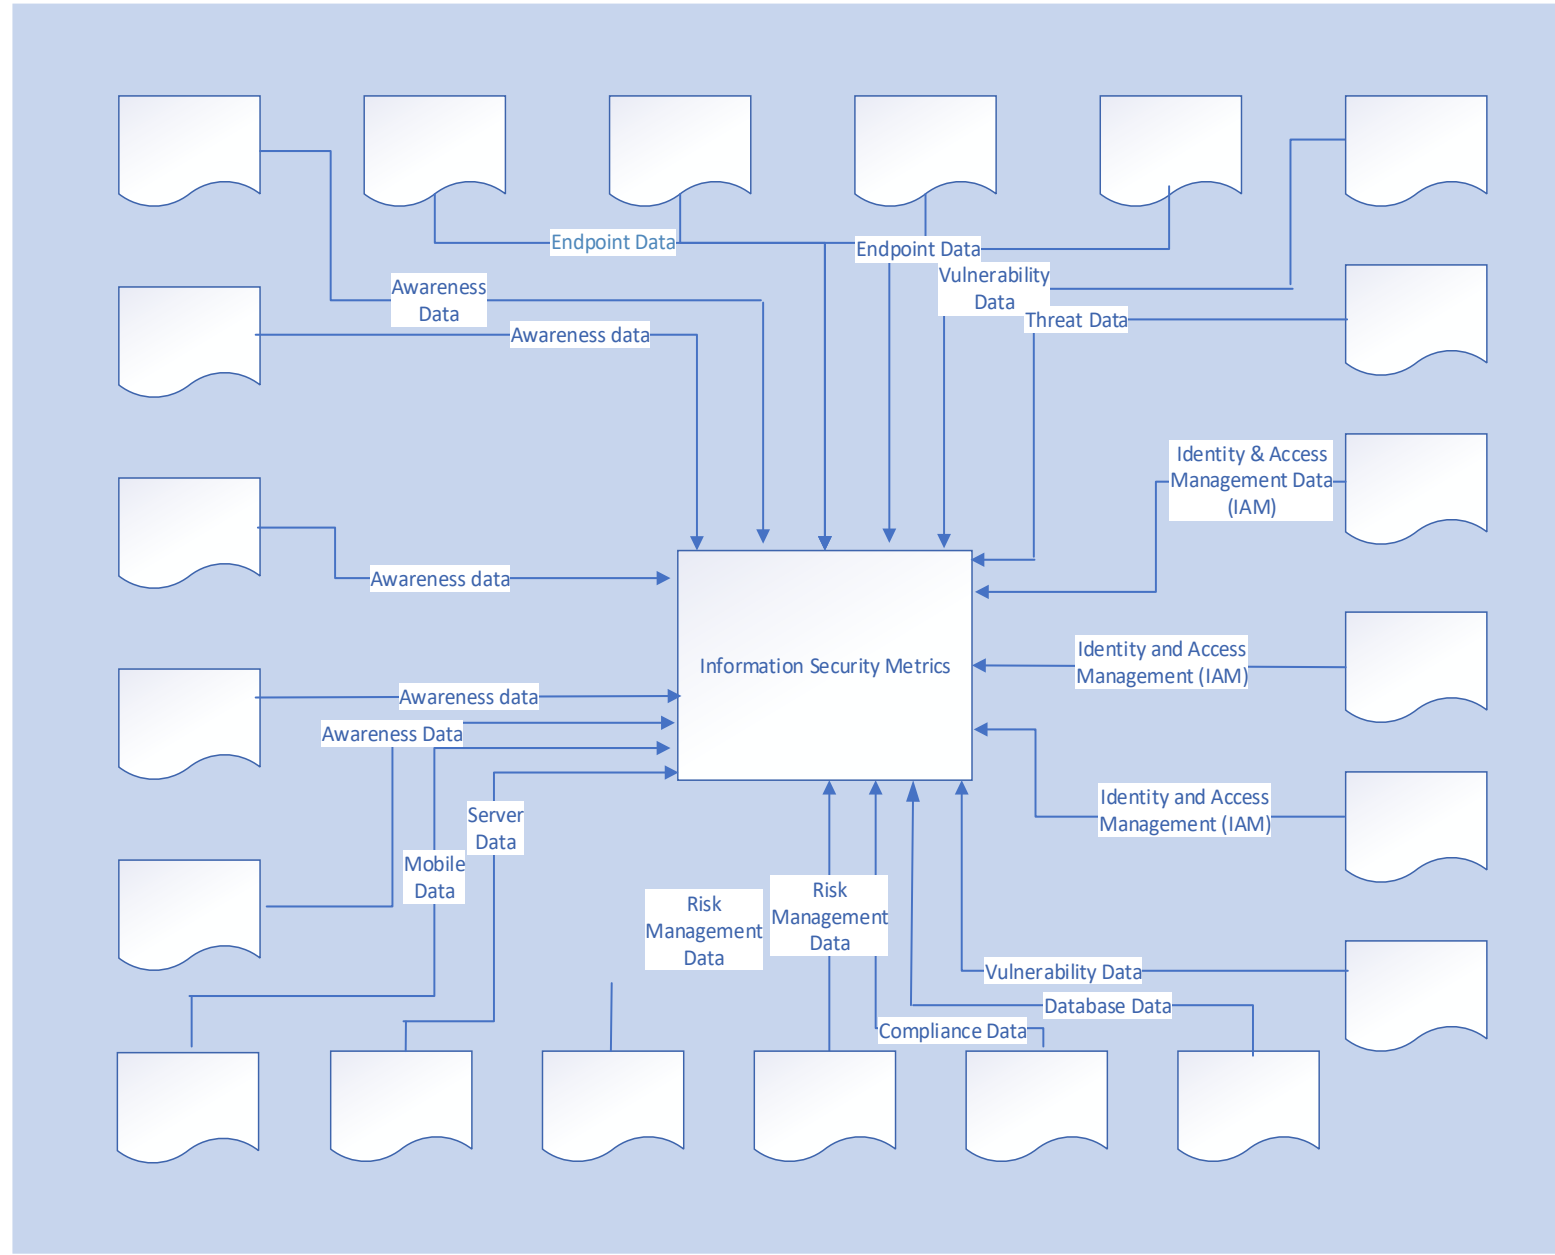 Endpoint Data
Endpoint Data
Vulnerability
Data
Awareness
Data
Threat Data
Awareness data
Identity & Access
Management Data
(IAM)
Awareness data
Identity and Access
Management (IAM)
Information Security Metrics
Awareness data
Awareness Data
Identity and Access
Management (IAM)
Server
Data
Mobile
Data
Risk
Management
Data
Risk
Management
Data
Vulnerability Data
Database Data
Compliance Data